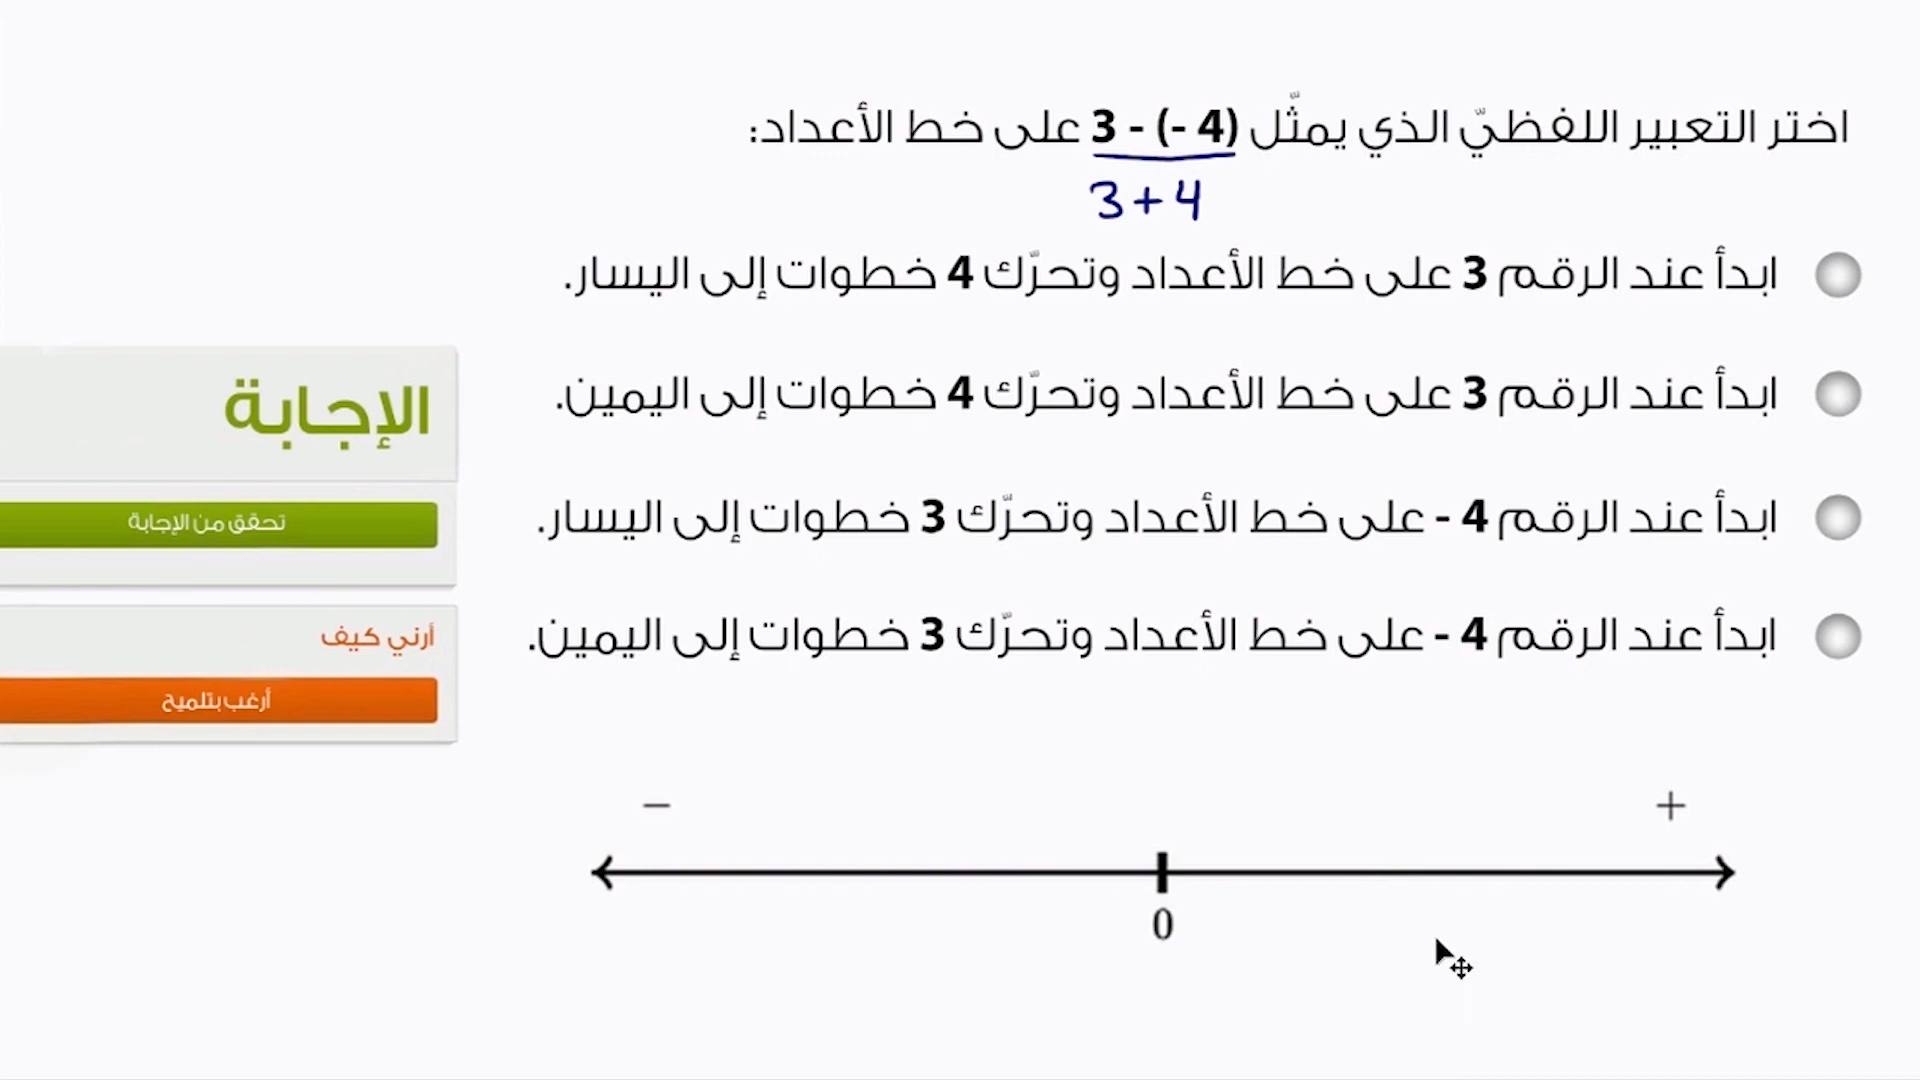 اختر التعبير اللفظيّ الذي يمثّل 3 - (- 4) على خط الأعداد:
3 + 4
ابدأ عند الرقم 3 على خط الأعداد وتحرّك 4 خطوات إلى اليسار.
ابدأ عند الرقم 3 على خط الأعداد وتحرّك 4 خطوات إلى اليمين.
ابدأ عند الرقم 4 - على خط الأعداد وتحرّك 3 خطوات إلى اليسار.
ابدأ عند الرقم 4 - على خط الأعداد وتحرّك 3 خطوات إلى اليمين.
الإجابة
تحقق من الإجابة
أرني كيف
أرغب بتلميح
− +
0